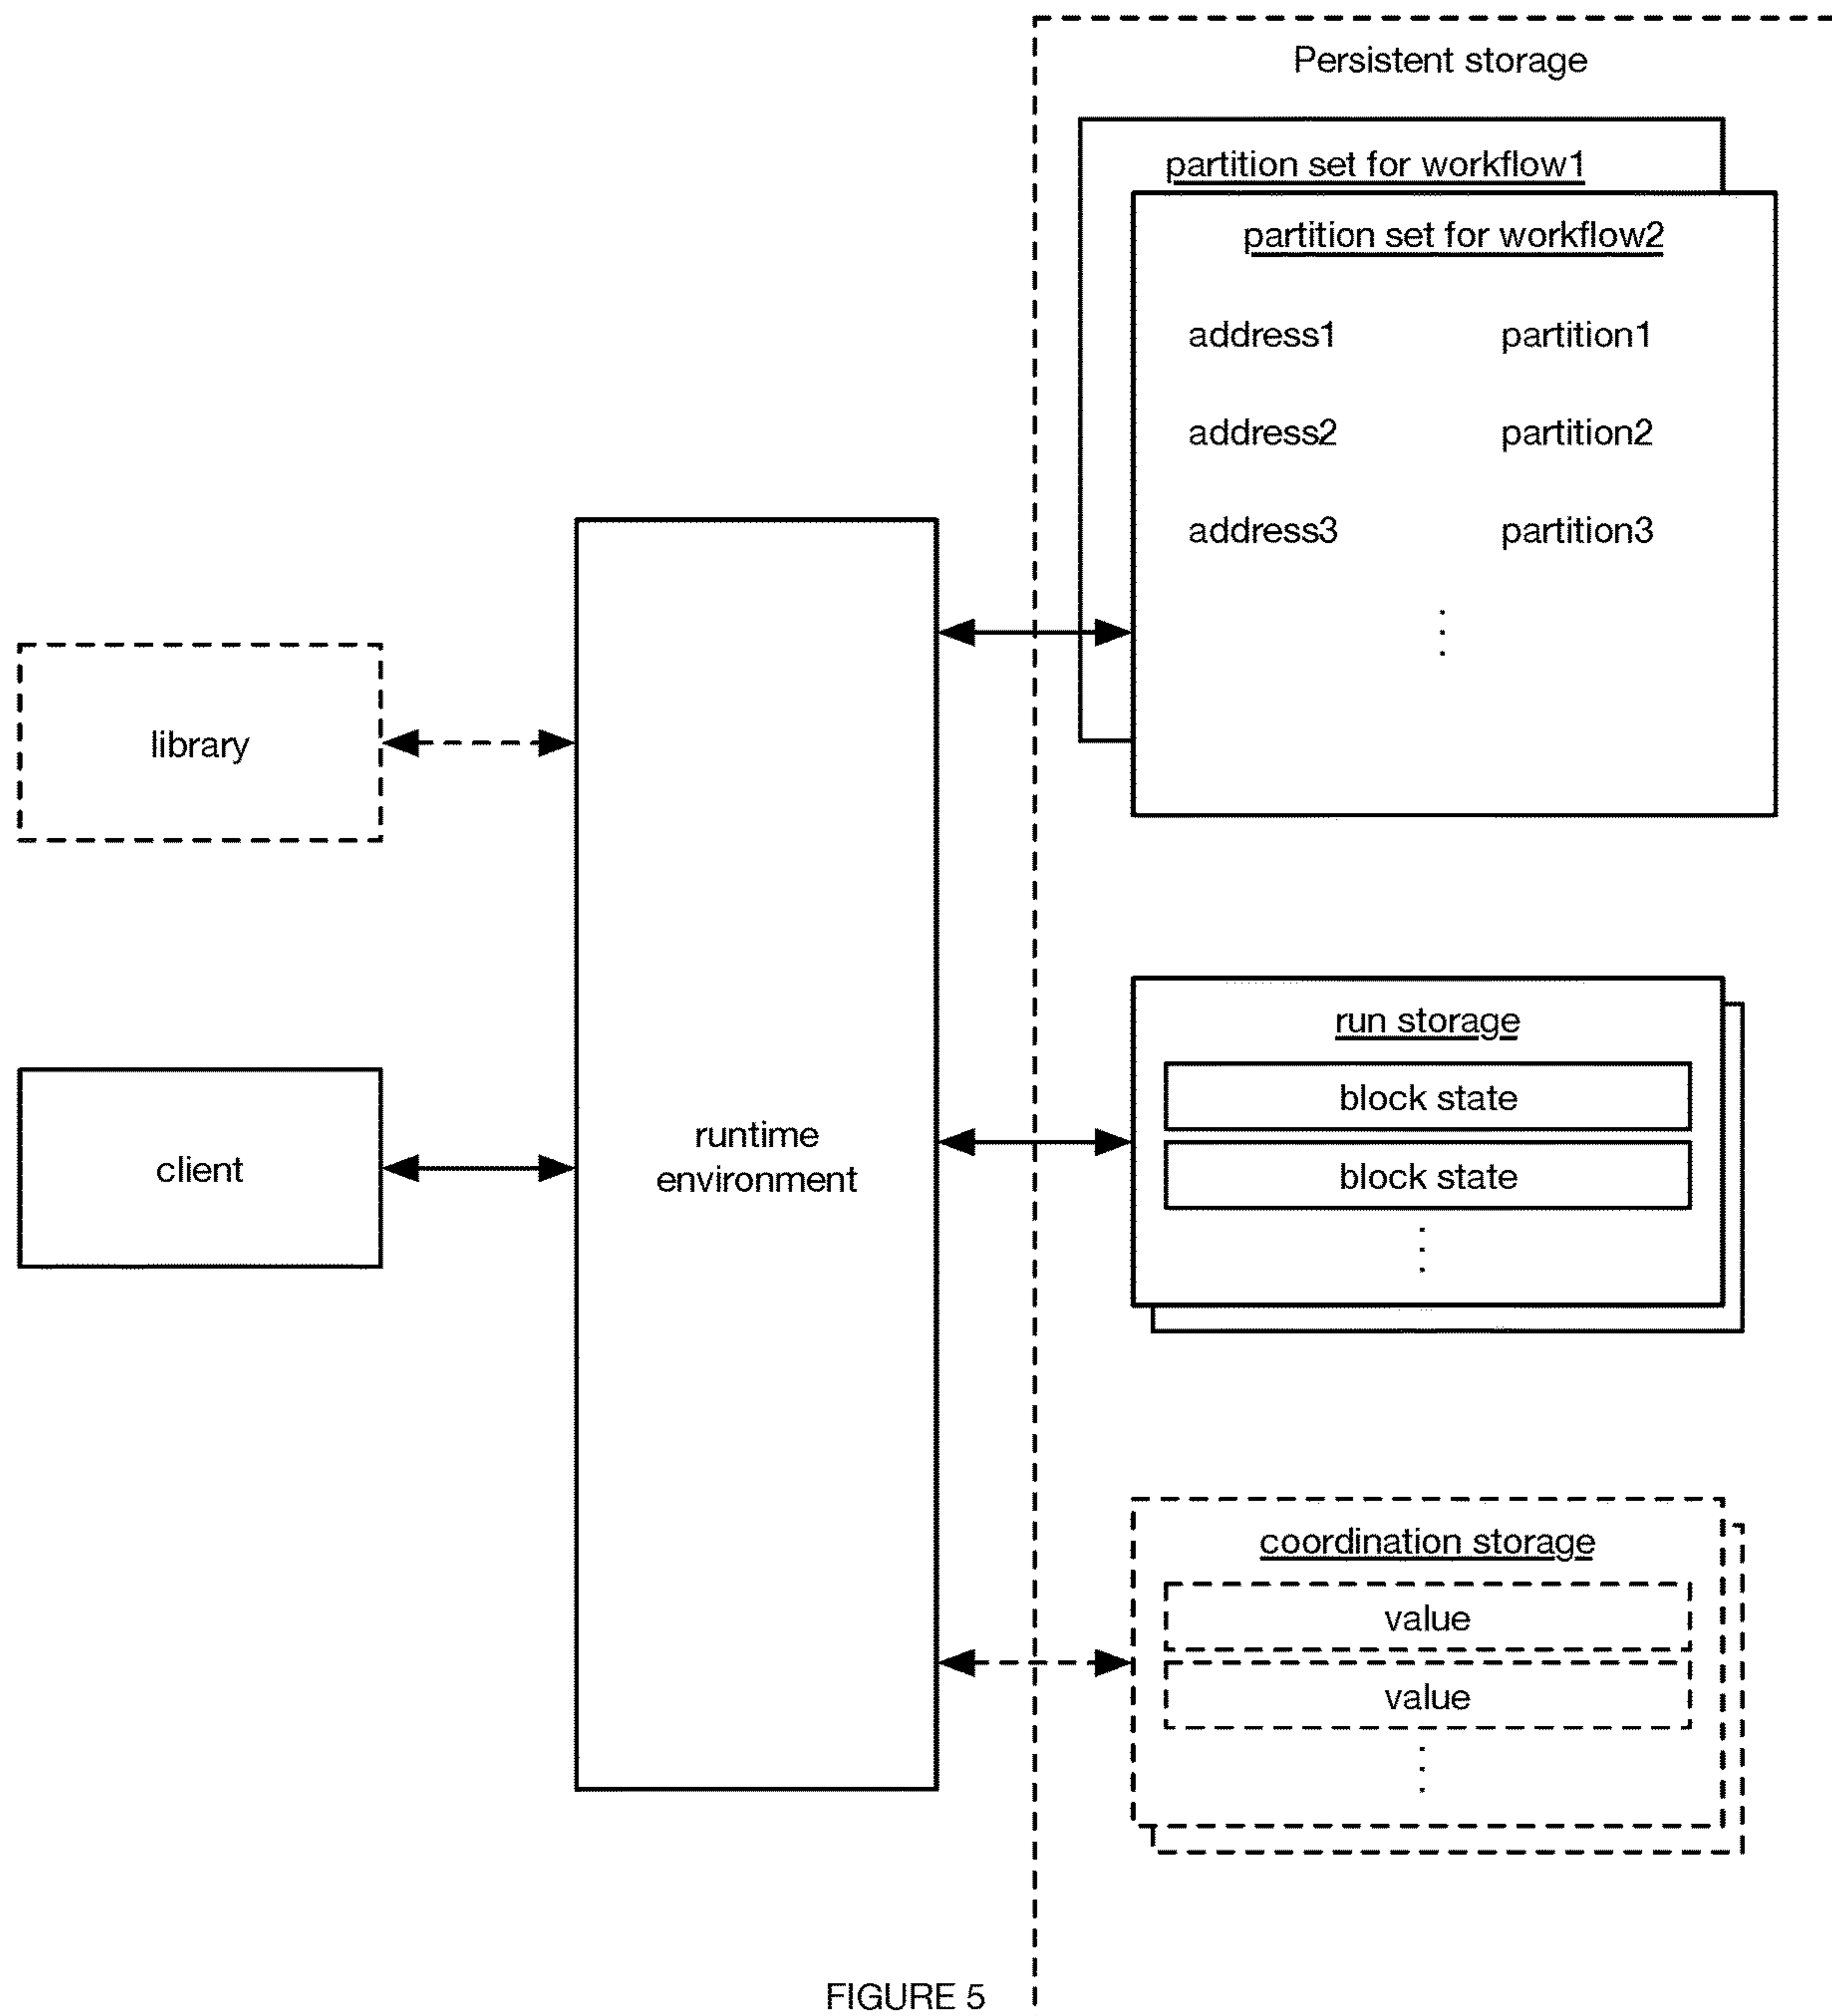 Persistent storage
partition set for workflow1
partition set for workflow2
address1 partition1
address2 partition2
address3 partition3
library
client
runtime
environment
run storage
block state
block state
coordination storage
value
value
FIGURE 5